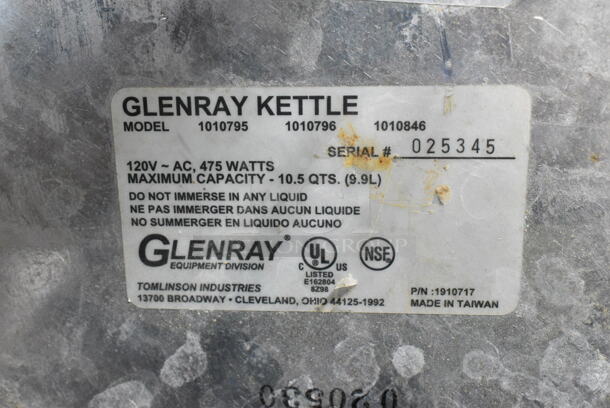 GLENRAY KETTLE
MODEL 1010795 1010796 1010846
SERIAL # 025345
120V ~ AC, 475 WATTS
MAXIMUM CAPACITY - 10.5 QTS. (9.9L)
DO NOT IMMERSE IN ANY LIQUID
NE PAS IMMERGER DANS AUCUN LIQUIDE
NO SUMMERGER EN LIQUIDO AUCUNO
GLENRAY®
EQUIPMENT DIVISION
C UL US
LISTED
E162804
8Z98
NSF
TOMLINSON INDUSTRIES
13700 BROADWAY • CLEVELAND, OHIO 44125-1992
P/N :1910717
MADE IN TAIWAN